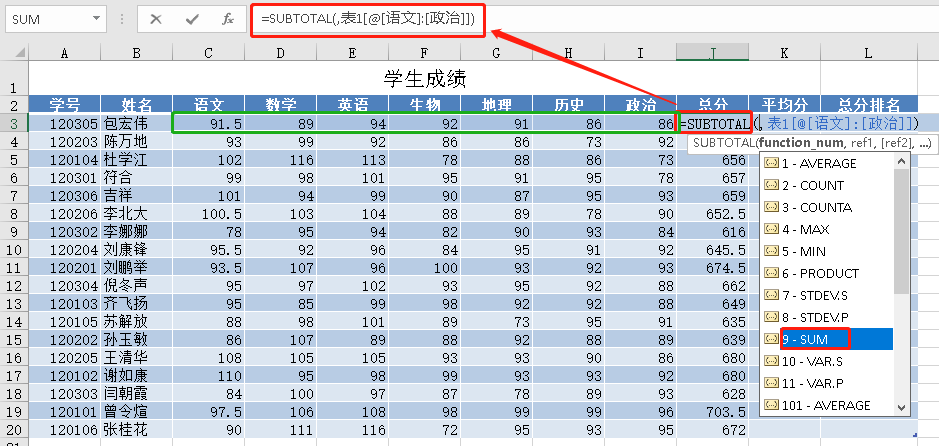 SUM =SUBTOTAL(,表1[@[语文]:[政治]])
A B C D E F G H I J K L
1 学生成绩
2 学号 姓名 语文 数学 英语 生物 地理 历史 政治 总分 平均分 总分排名
3 120305 包宏伟 91.5 89 94 92 91 86 86 =SUBTOTAL(,表1[@[语文]:[政治]])
4 120203 陈万地 93 99 92 86 86 73 92 SUBTOTAL(function_num, ref1, [ref2], ...)
5 120104 杜学江 102 116 113 78 88 86 73 656 1 - AVERAGE
6 120301 符合 99 98 101 95 91 95 78 657 2 - COUNT
7 120306 吉祥 101 94 99 90 87 95 93 659 3 - COUNTA
8 120206 李北大 100.5 103 104 88 89 78 90 652.5 4 - MAX
9 120302 李娜娜 78 95 94 82 90 93 84 616 5 - MIN
10 120204 刘康锋 95.5 92 96 84 95 91 92 645.5 6 - PRODUCT
11 120201 刘鹏举 93.5 107 96 100 93 92 93 674.5 7 - STDEV.S
12 120304 倪冬声 95 97 102 93 95 92 88 662 8 - STDEV.P
13 120103 齐飞扬 95 85 99 98 92 92 88 649 9 - SUM
14 120105 苏解放 88 98 101 89 73 95 91 635 10 - VAR.S
15 120202 孙玉敏 86 107 89 88 92 88 89 639 11 - VAR.P
16 120205 王清华 103 105 105 93 93 90 86 680 101 - AVERAGE
17 120102 谢如康 110 95 98 99 93 93 92 680
18 120303 闫朝霞 84 100 97 87 78 89 93 628
19 120101 曾令煊 97.5 106 108 98 99 99 96 703.5
20 120106 张桂花 90 111 116 72 95 93 95 672